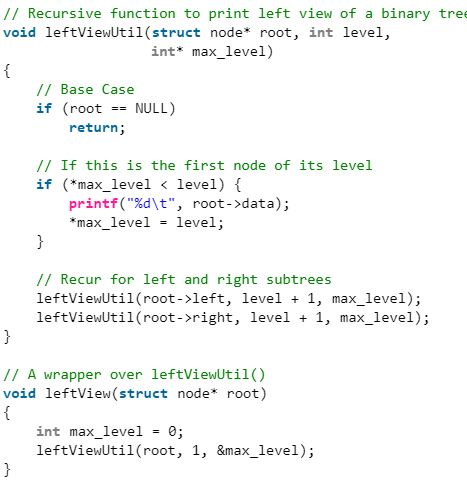 // Recursive function to print left view of a binary tree
void leftViewUtil(struct node* root, int level,
                  int* max_level)
{
    // Base Case
    if (root == NULL)
        return;

    // If this is the first node of its level
    if (*max_level < level) {
        printf("%d\t", root->data);
        *max_level = level;
    }

    // Recur for left and right subtrees
    leftViewUtil(root->left, level + 1, max_level);
    leftViewUtil(root->right, level + 1, max_level);
}

// A wrapper over leftViewUtil()
void leftView(struct node* root)
{
    int max_level = 0;
    leftViewUtil(root, 1, &max_level);
}